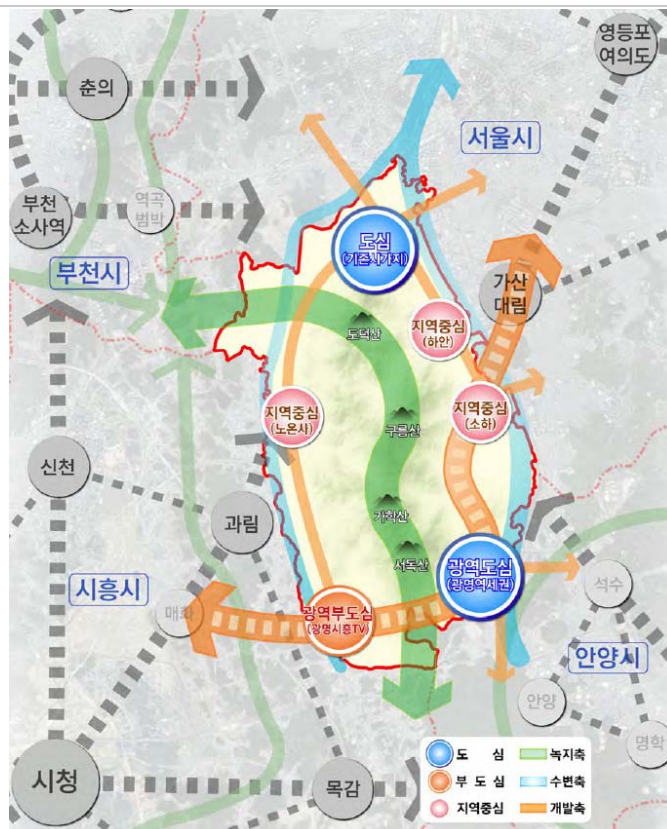 영등포
여의도
춘의
서울시
부천
소사역
역곡
범박
도심
(기존시가지)
부천시
가산
대림
도덕산
지역중심
(하안)
지역중심
(노온사)
지역중심
(소하)
구름산
신천
가학산
과림
서독산
광역도심
(광명역세권)
석수
시흥시
매화
광역부도심
(광명시흥TV)
안양시
안양
명학
시청
목감
도 심
녹지축
부 도 심
수변축
지역중심
개발축